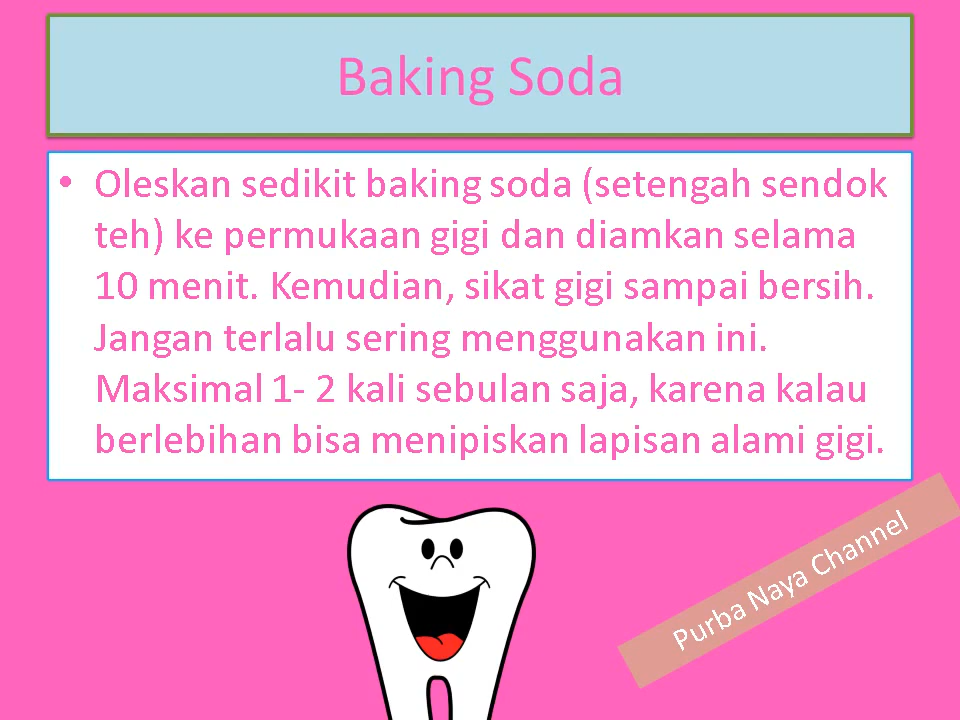 Baking Soda
• Oleskan sedikit baking soda (setengah sendok
teh) ke permukaan gigi dan diamkan selama
10 menit. Kemudian, sikat gigi sampai bersih.
Jangan terlalu sering menggunakan ini.
Maksimal 1- 2 kali sebulan saja, karena kalau
berlebihan bisa menipiskan lapisan alami gigi.
Purba Naya Channel